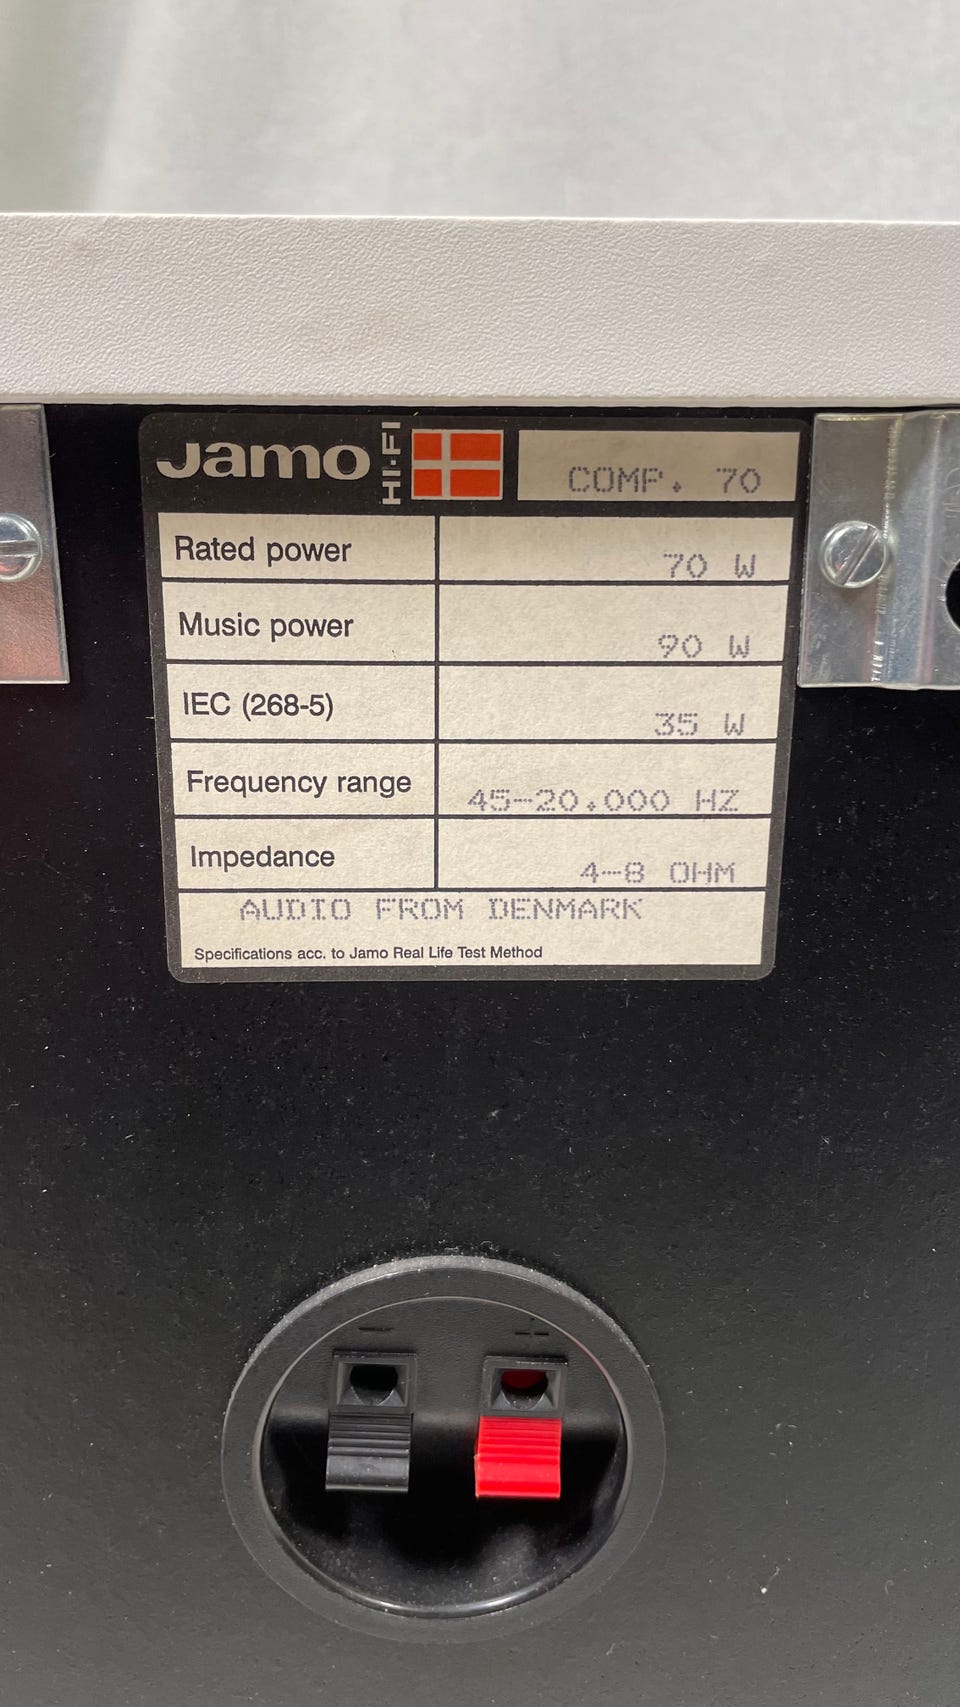 Jamo HI-FI COMP. 70
Rated power 70 W
Music power 90 W
IEC (268-5) 35 W
Frequency range 45-20.000 HZ
Impedance 4-8 OHM
AUDIO FROM DENMARK
Specifications acc. to Jamo Real Life Test Method
- +